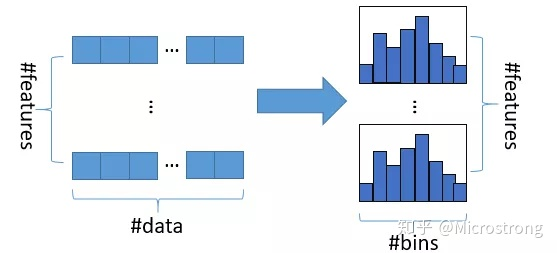 #features
...
...
...
#data
...
#features
知乎 @Microstrong
#bins